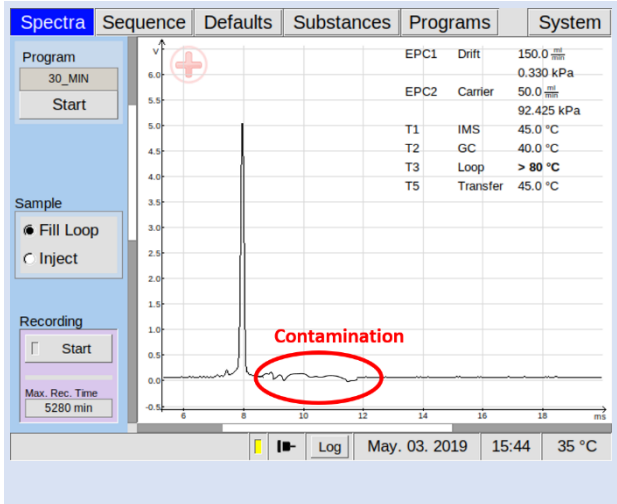 Spectra Sequence Defaults Substances Programs System
Program
30_MIN
Start
Sample
Fill Loop
Inject
Recording
Start
Max. Rec. Time
5280 min
V
6.0
5.5
5.0
4.5
4.0
3.5
3.0
2.5
2.0
1.5
1.0
0.5
0.0
-0.5
6 8 10 12 14 16 18 ms
EPC1 Drift 150.0 ml/min
0.330 kPa
EPC2 Carrier 50.0 ml/min
92.425 kPa
T1 IMS 45.0 °C
T2 GC 40.0 °C
T3 Loop > 80 °C
T5 Transfer 45.0 °C
Contamination
Log May. 03. 2019 15:44 35 °C